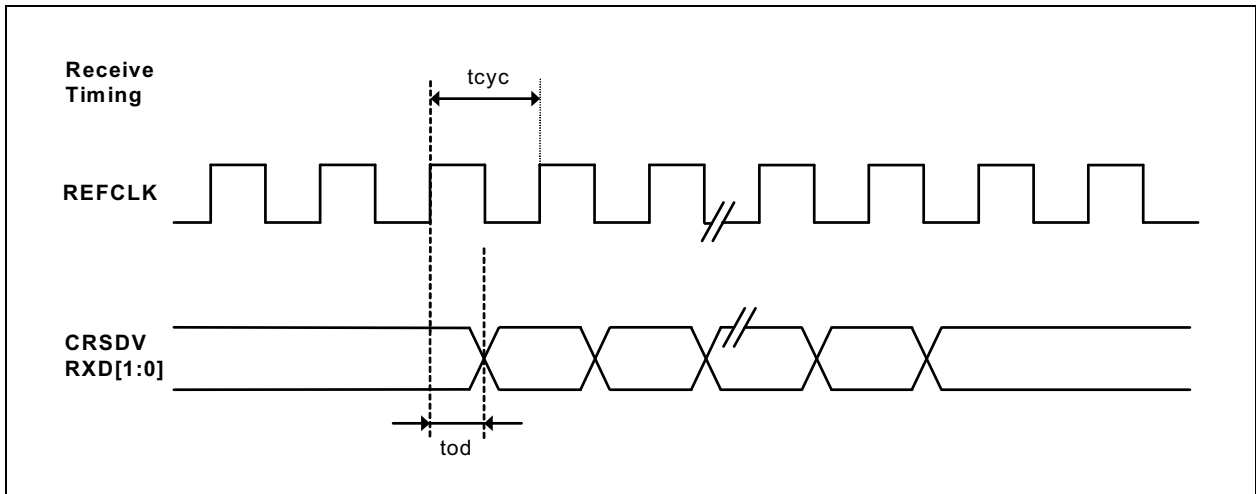 Receive
Timing
tcyc
REFCLK
CRSDV
RXD[1:0]
tod